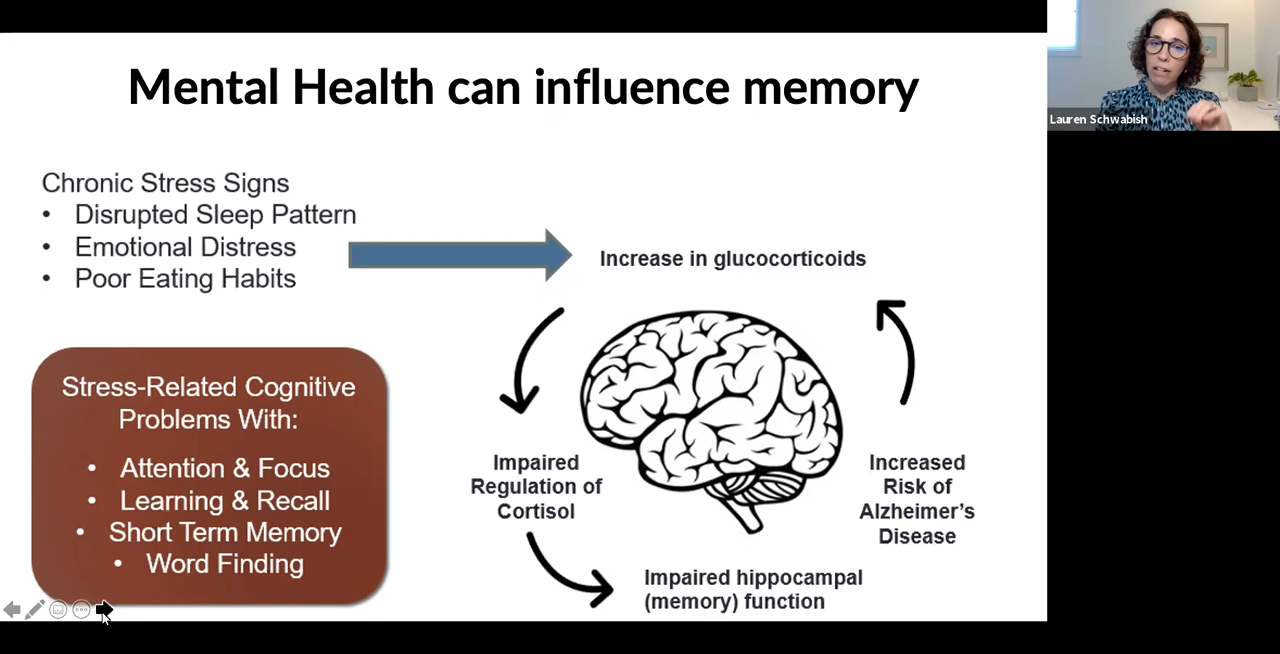 Mental Health can influence memory
Lauren Schwabish
Chronic Stress Signs
• Disrupted Sleep Pattern
• Emotional Distress
• Poor Eating Habits
Increase in glucocorticoids
Stress-Related Cognitive
Problems With:
• Attention & Focus
• Learning & Recall
• Short Term Memory
• Word Finding
Impaired
Regulation of
Cortisol
Increased
Risk of
Alzheimer's
Disease
Impaired hippocampal
(memory) function